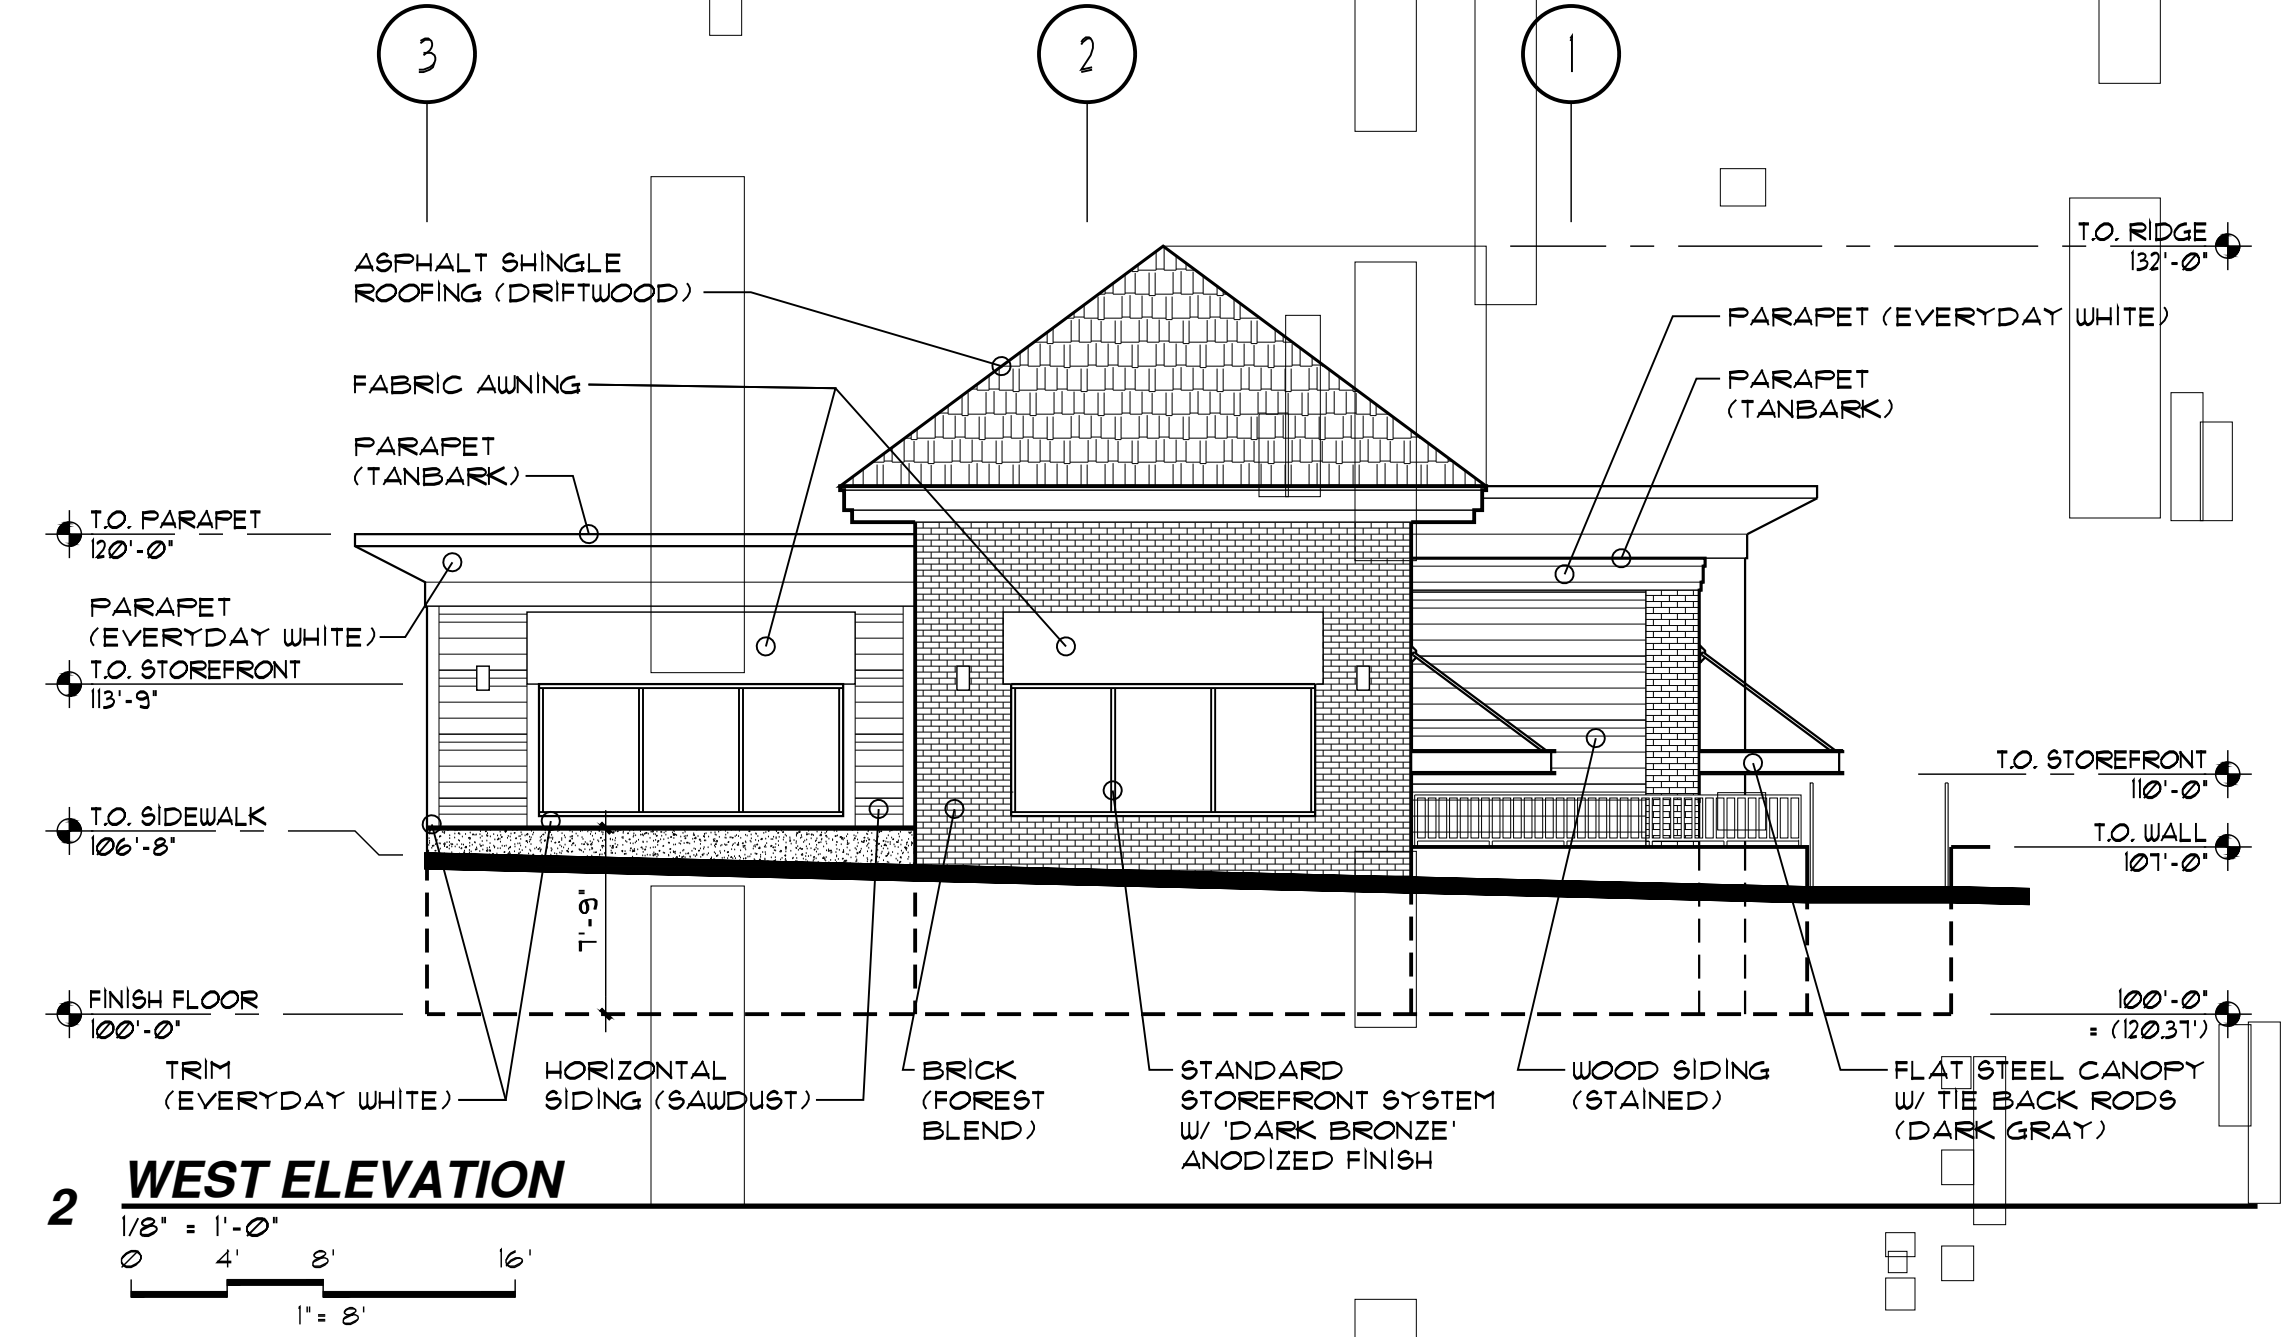 3
2
1
ASPHALT SHINGLE
ROOFING (DRIFTWOOD)
FABRIC AWNING
PARAPET
(TANBARK)
T.O. PARAPET
120'-0"
PARAPET
(EVERYDAY WHITE)
T.O. STOREFRONT
113'-9"
T.O. SIDEWALK
106'-8"
FINISH FLOOR
100'-0"
T.O. RIDGE
132'-0"
PARAPET (EVERYDAY WHITE)
PARAPET
(TANBARK)
T.O. STOREFRONT
110'-0"
T.O. WALL
107'-0"
100'-0"
= (120.37')
7'-9"
TRIM
(EVERYDAY WHITE)
HORIZONTAL
SIDING (SAWDUST)
BRICK
(FOREST
BLEND)
STANDARD
STOREFRONT SYSTEM
W/ 'DARK BRONZE'
ANODIZED FINISH
WOOD SIDING
(STAINED)
FLAT STEEL CANOPY
W/ TIE BACK RODS
(DARK GRAY)
2 WEST ELEVATION
1/8" = 1'-0"
0 4' 8' 16'
1"= 8'